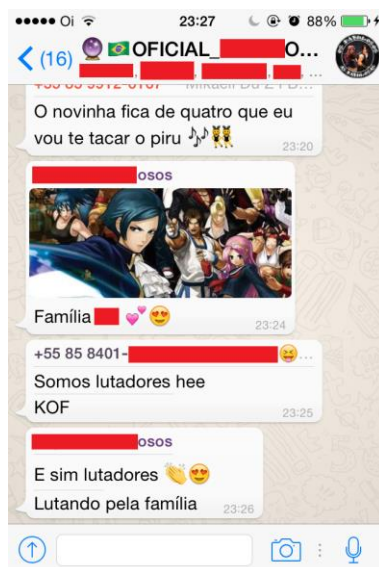 Oi 23:27 88%
(16) OFICIAL_ O...
O novinha fica de quatro que eu
vou te tacar o piru
23:20
osos
Família
23:24
+55 85 8401-
Somos lutadores hee
KOF
23:25
osos
E sim lutadores
Lutando pela família
23:26